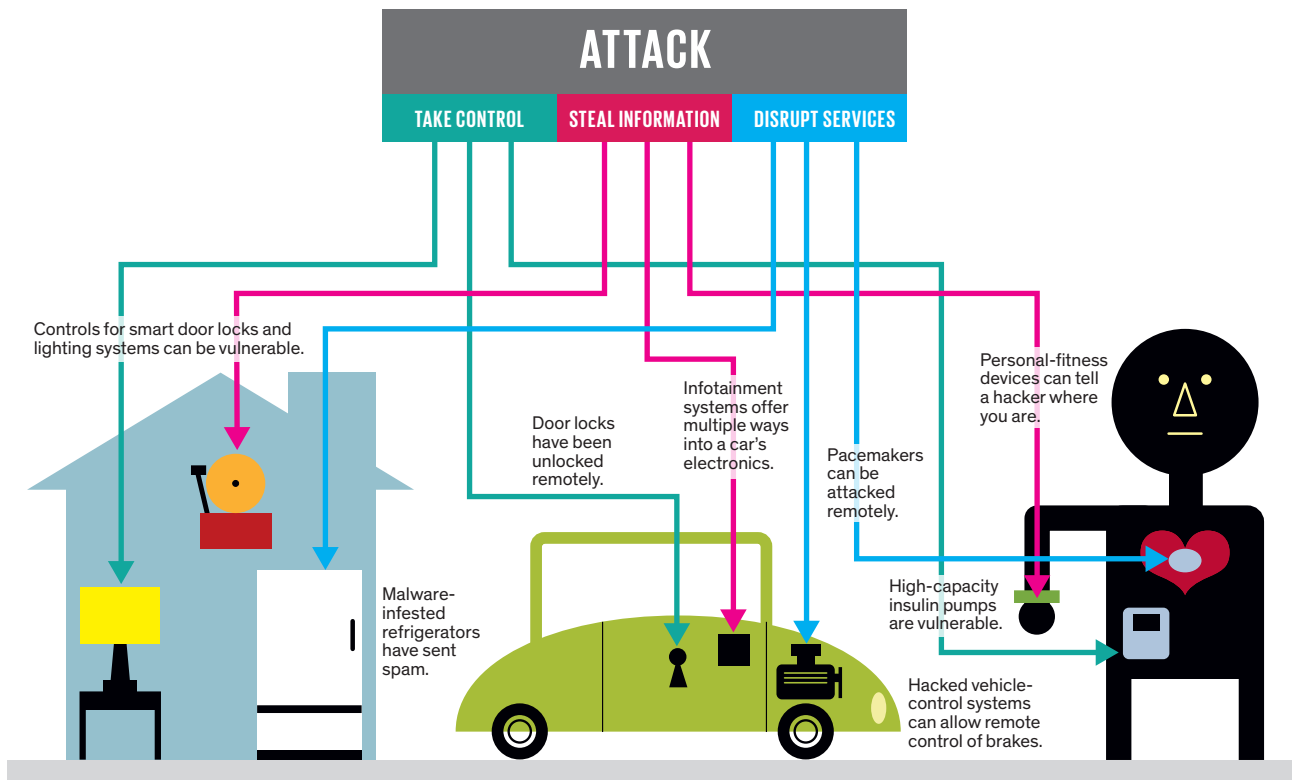 ATTACK
TAKE CONTROL
STEAL INFORMATION
DISRUPT SERVICES
Controls for smart door locks and
lighting systems can be vulnerable.
Door locks
have been
unlocked
remotely.
Infotainment
systems offer
multiple ways
into a car's
electronics.
Personal-fitness
devices can tell
a hacker where
you are.
Pacemakers
can be
attacked
remotely.
Malware-
infested
refrigerators
have sent
spam.
High-capacity
insulin pumps
are vulnerable.
Hacked vehicle-
control systems
can allow remote
control of brakes.